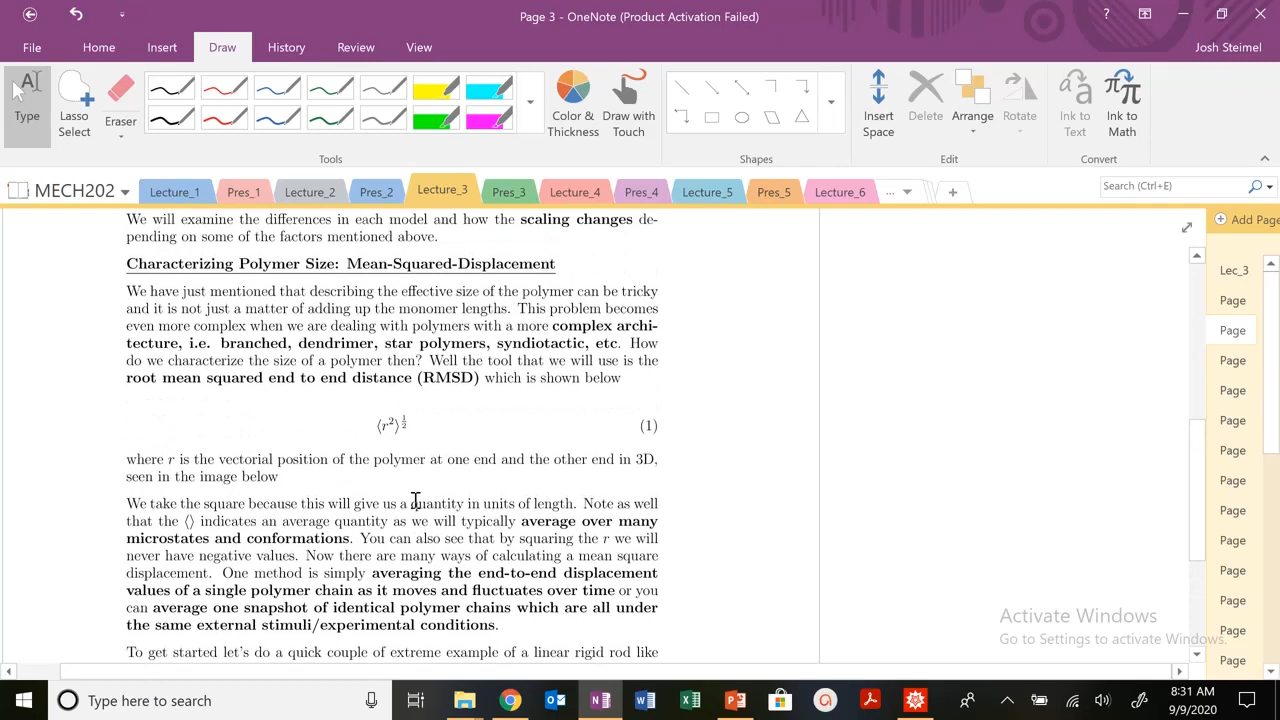 Page 3 - OneNote (Product Activation Failed)
?
File
Home
Insert
Draw
History
Review
View
Josh Steimel
Type
Lasso Select
Eraser
Color & Thickness
Draw with Touch
Insert Space
Delete
Arrange
Rotate
Ink to Text
Ink to Math
Tools
Shapes
Edit
Convert
MECH202
Lecture_1
Pres_1
Lecture_2
Pres_2
Lecture_3
Pres_3
Lecture_4
Pres_4
Lecture_5
Pres_5
Lecture_6
...
Search (Ctrl+E)
We will examine the differences in each model and how the scaling changes de-
pending on some of the factors mentioned above.
Characterizing Polymer Size: Mean-Squared-Displacement
We have just mentioned that describing the effective size of the polymer can be tricky
and it is not just a matter of adding up the monomer lengths. This problem becomes
even more complex when we are dealing with polymers with a more complex archi-
tecture, i.e. branched, dendrimer, star polymers, syndiotactic, etc. How
do we characterize the size of a polymer then? Well the tool that we will use is the
root mean squared end to end distance (RMSD) which is shown below
⟨r²⟩^½ (1)
where r is the vectorial position of the polymer at one end and the other end in 3D,
seen in the image below
We take the square because this will give us a quantity in units of length. Note as well
that the ⟨⟩ indicates an average quantity as we will typically average over many
microstates and conformations. You can also see that by squaring the r we will
never have negative values. Now there are many ways of calculating a mean square
displacement. One method is simply averaging the end-to-end displacement
values of a single polymer chain as it moves and fluctuates over time or you
can average one snapshot of identical polymer chains which are all under
the same external stimuli/experimental conditions.
To get started let's do a quick couple of extreme example of a linear rigid rod like
Add Page
Lec_3
Page
Page
Page
Page
Page
Page
Page
Page
Page
Page
Page
Page
Page
Activate Windows
Go to Settings to activate Windows.
Type here to search
8:31 AM
9/9/2020